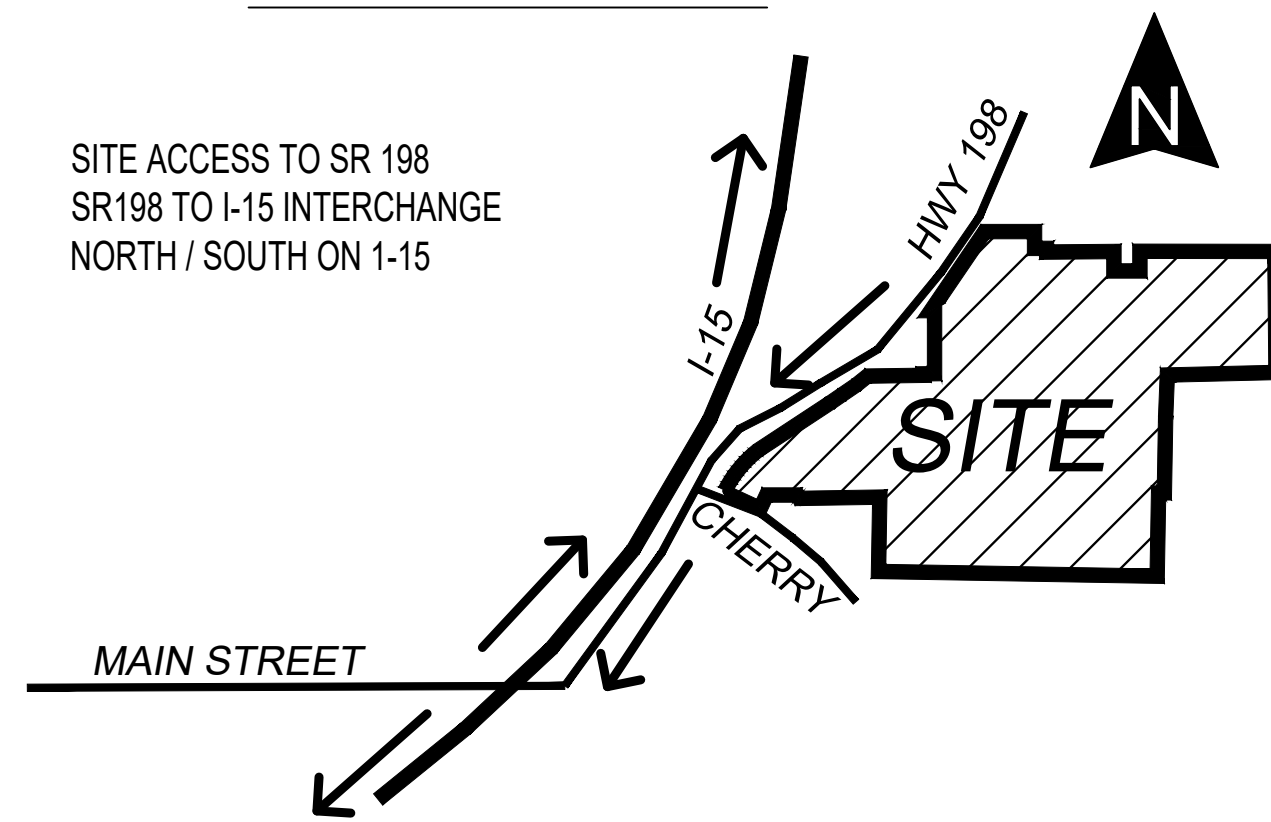 SITE ACCESS TO SR 198
SR198 TO I-15 INTERCHANGE
NORTH / SOUTH ON 1-15
N
HWY 198
I-15
SITE
CHERRY
MAIN STREET